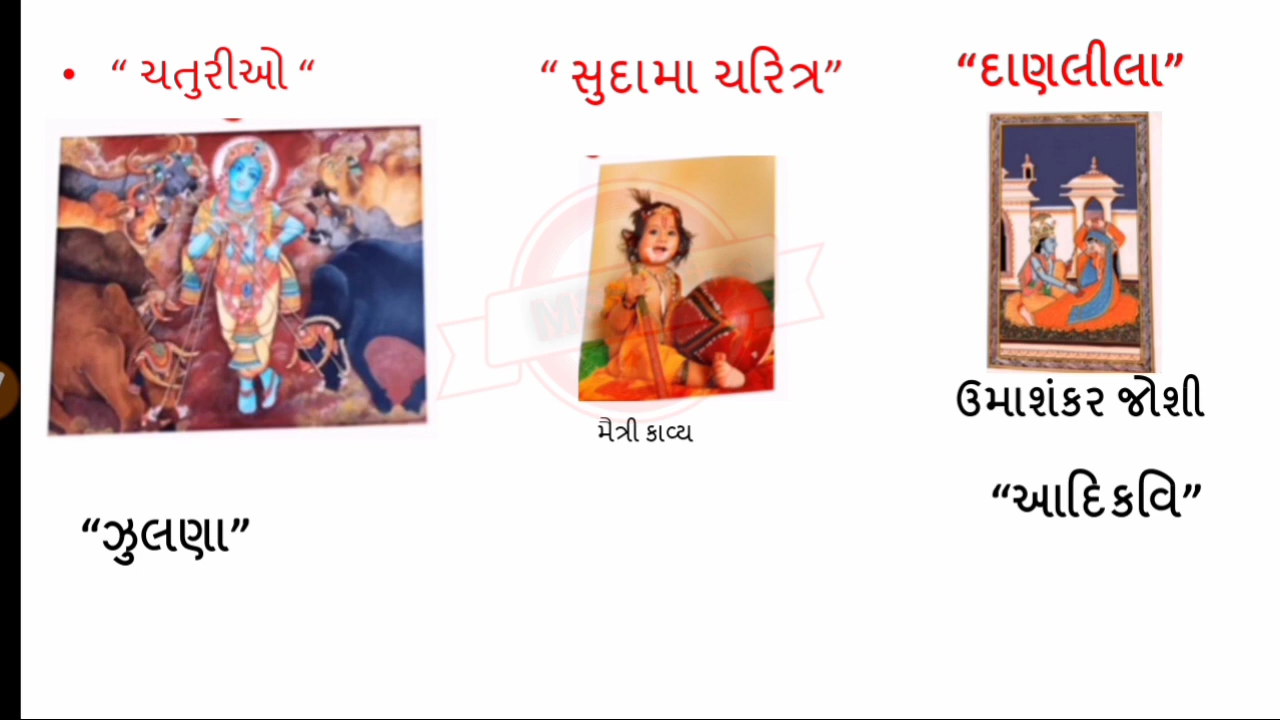 • “ ચતુરીઓ “
“ સુદામા ચરિત્ર”
“દાણલીલા”
મૈત્રી કાવ્ય
ઉમાશંકર જોશી
“આદિકવિ”
“ઝુલણા”